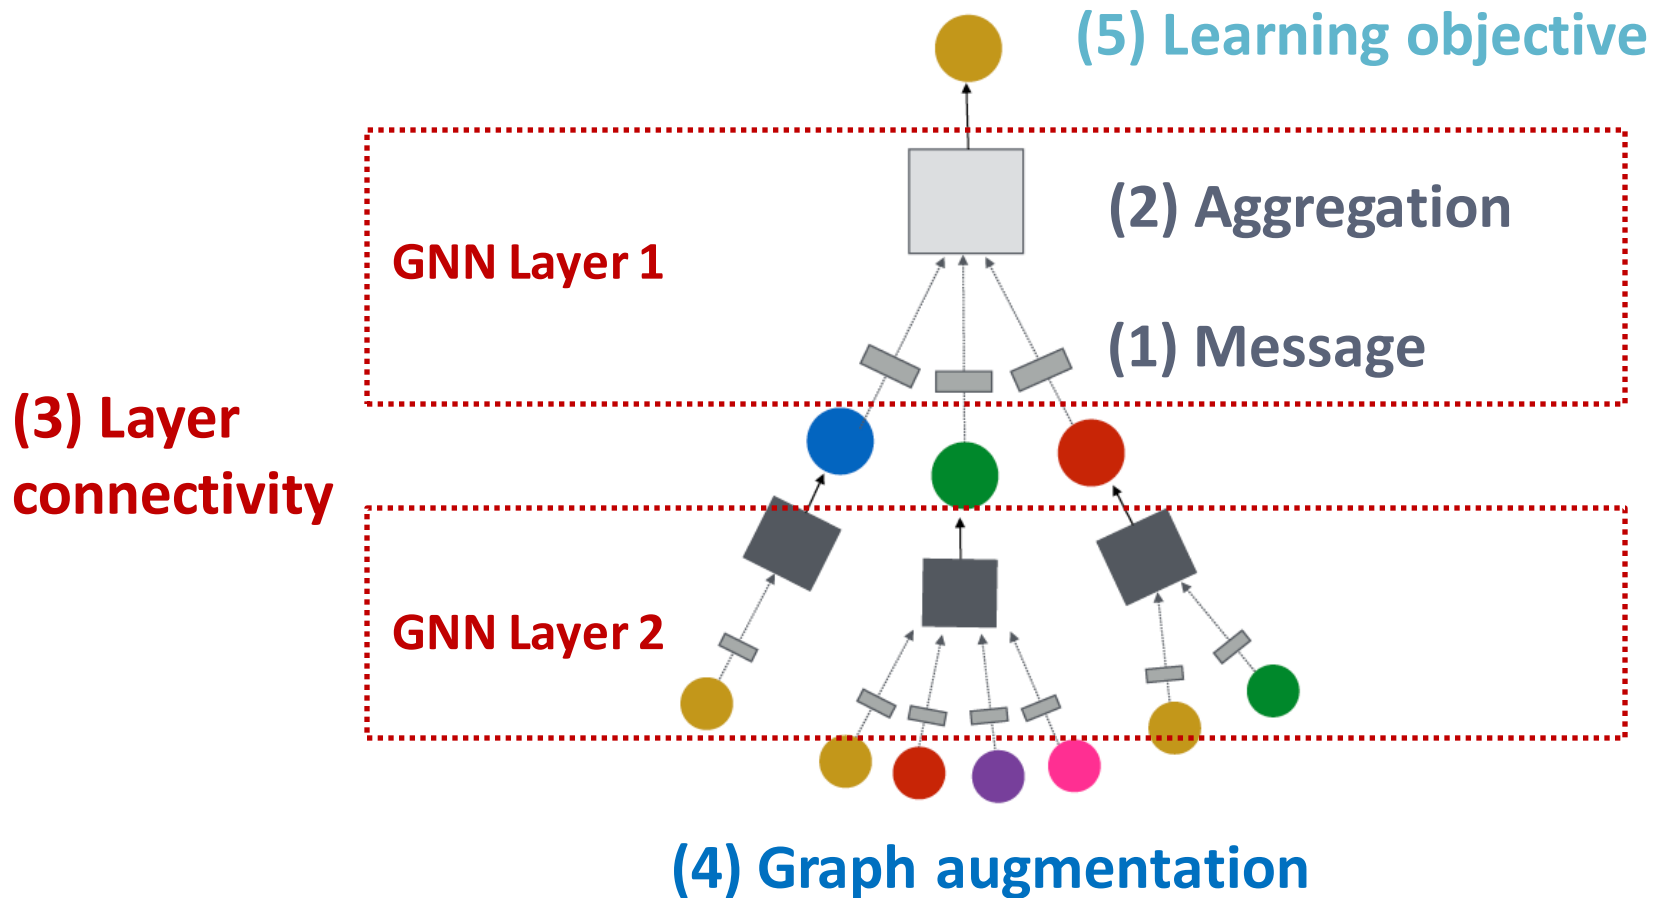 (5) Learning objective
(2) Aggregation
GNN Layer 1
(1) Message
(3) Layer
connectivity
GNN Layer 2
(4) Graph augmentation